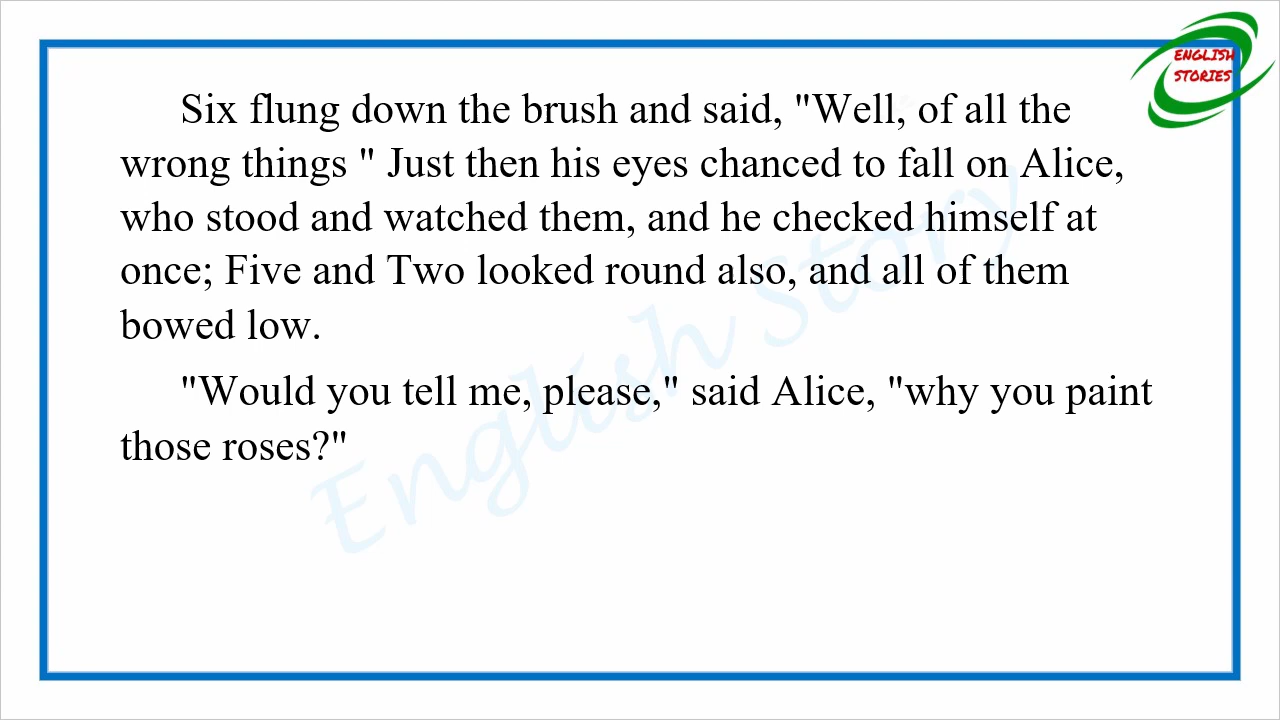 ENGLISH
STORIES
Six flung down the brush and said, "Well, of all the
wrong things " Just then his eyes chanced to fall on Alice,
who stood and watched them, and he checked himself at
once; Five and Two looked round also, and all of them
bowed low.
"Would you tell me, please," said Alice, "why you paint
those roses?"
English Story